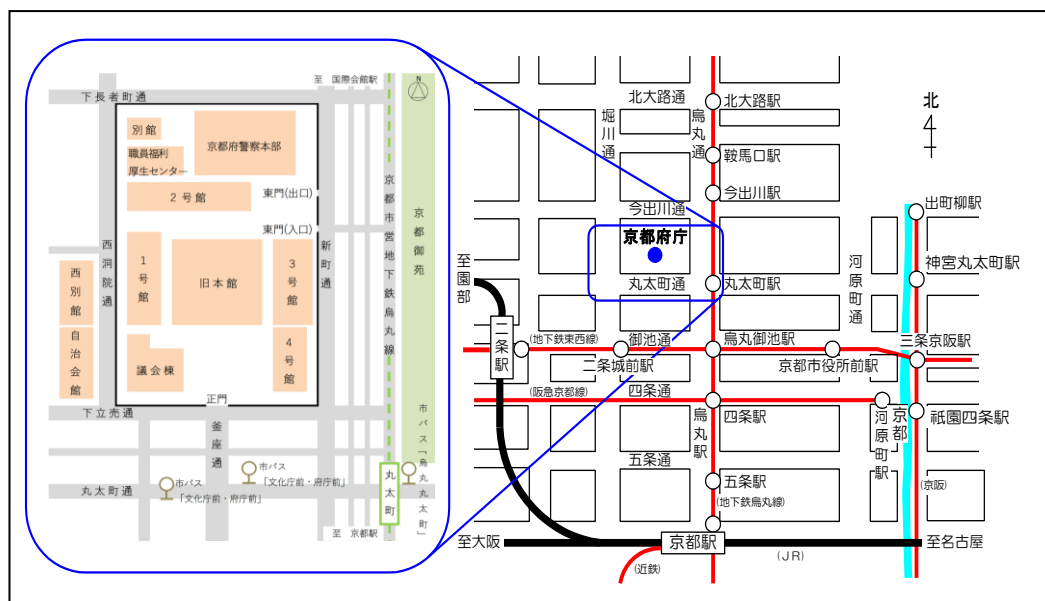 至 国際会館駅
N
下長者町通
別館
職員福利
厚生センター
京都府警察本部
2号館
東門(出口)
東門(入口)
西洞院通
新町通
京都市営地下鉄烏丸線
京都御苑
西別館
自治会館
1号館
旧本館
3号館
4号館
議会棟
正門
下立売通
釜座通
市バス
「文化庁前・府庁前」
市バス
「文化庁前・府庁前」
丸太町通
丸太町
市バス「烏丸丸太町」
至 京都駅
北大路通
北大路駅
堀川通
烏丸通
鞍馬口駅
今出川駅
今出川通
北
出町柳駅
京都府庁
神宮丸太町駅
至園部
丸太町通
丸太町駅
河原町通
二条駅
(地下鉄東西線)
御池通
烏丸御池駅
三条京阪駅
二条城前駅
京都市役所前駅
(阪急京都線)
四条通
烏丸駅
四条駅
京都
河原町駅
祇園四条駅
五条通
五条駅
(地下鉄烏丸線)
(京阪)
至大阪
京都駅
至名古屋
(JR)
(近鉄)